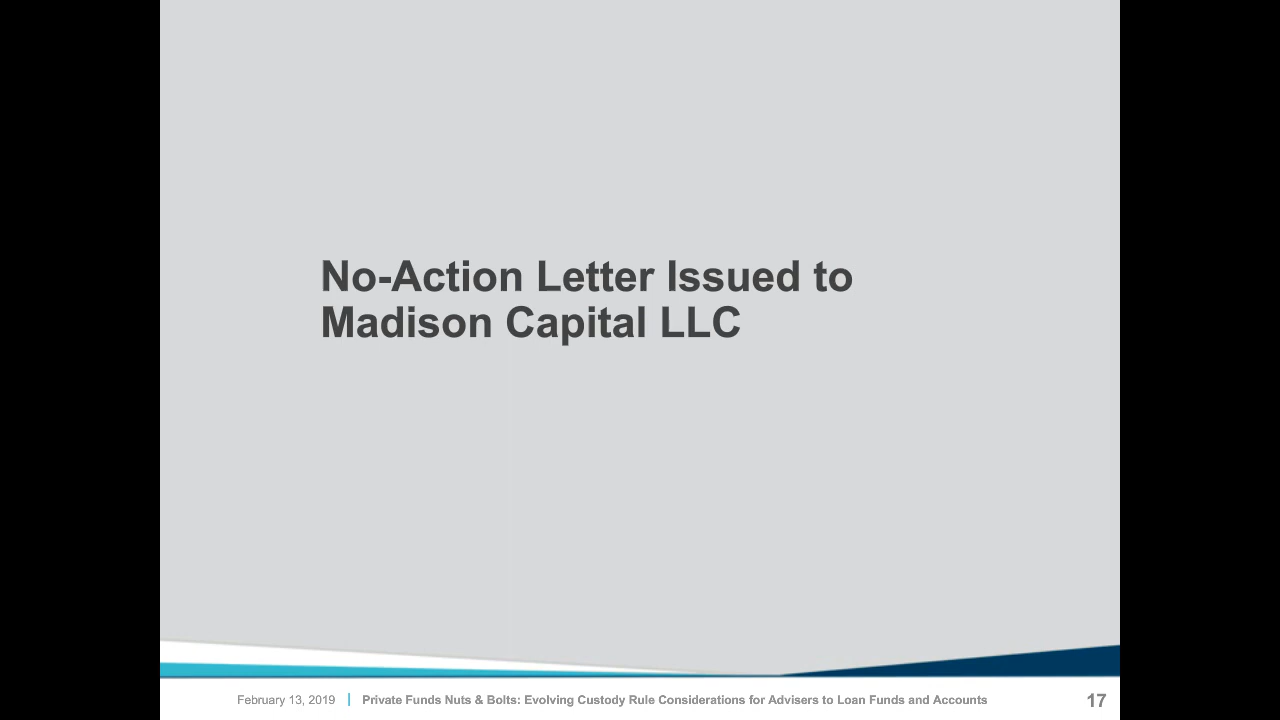 No-Action Letter Issued to
Madison Capital LLC
February 13, 2019 | Private Funds Nuts & Bolts: Evolving Custody Rule Considerations for Advisers to Loan Funds and Accounts 17